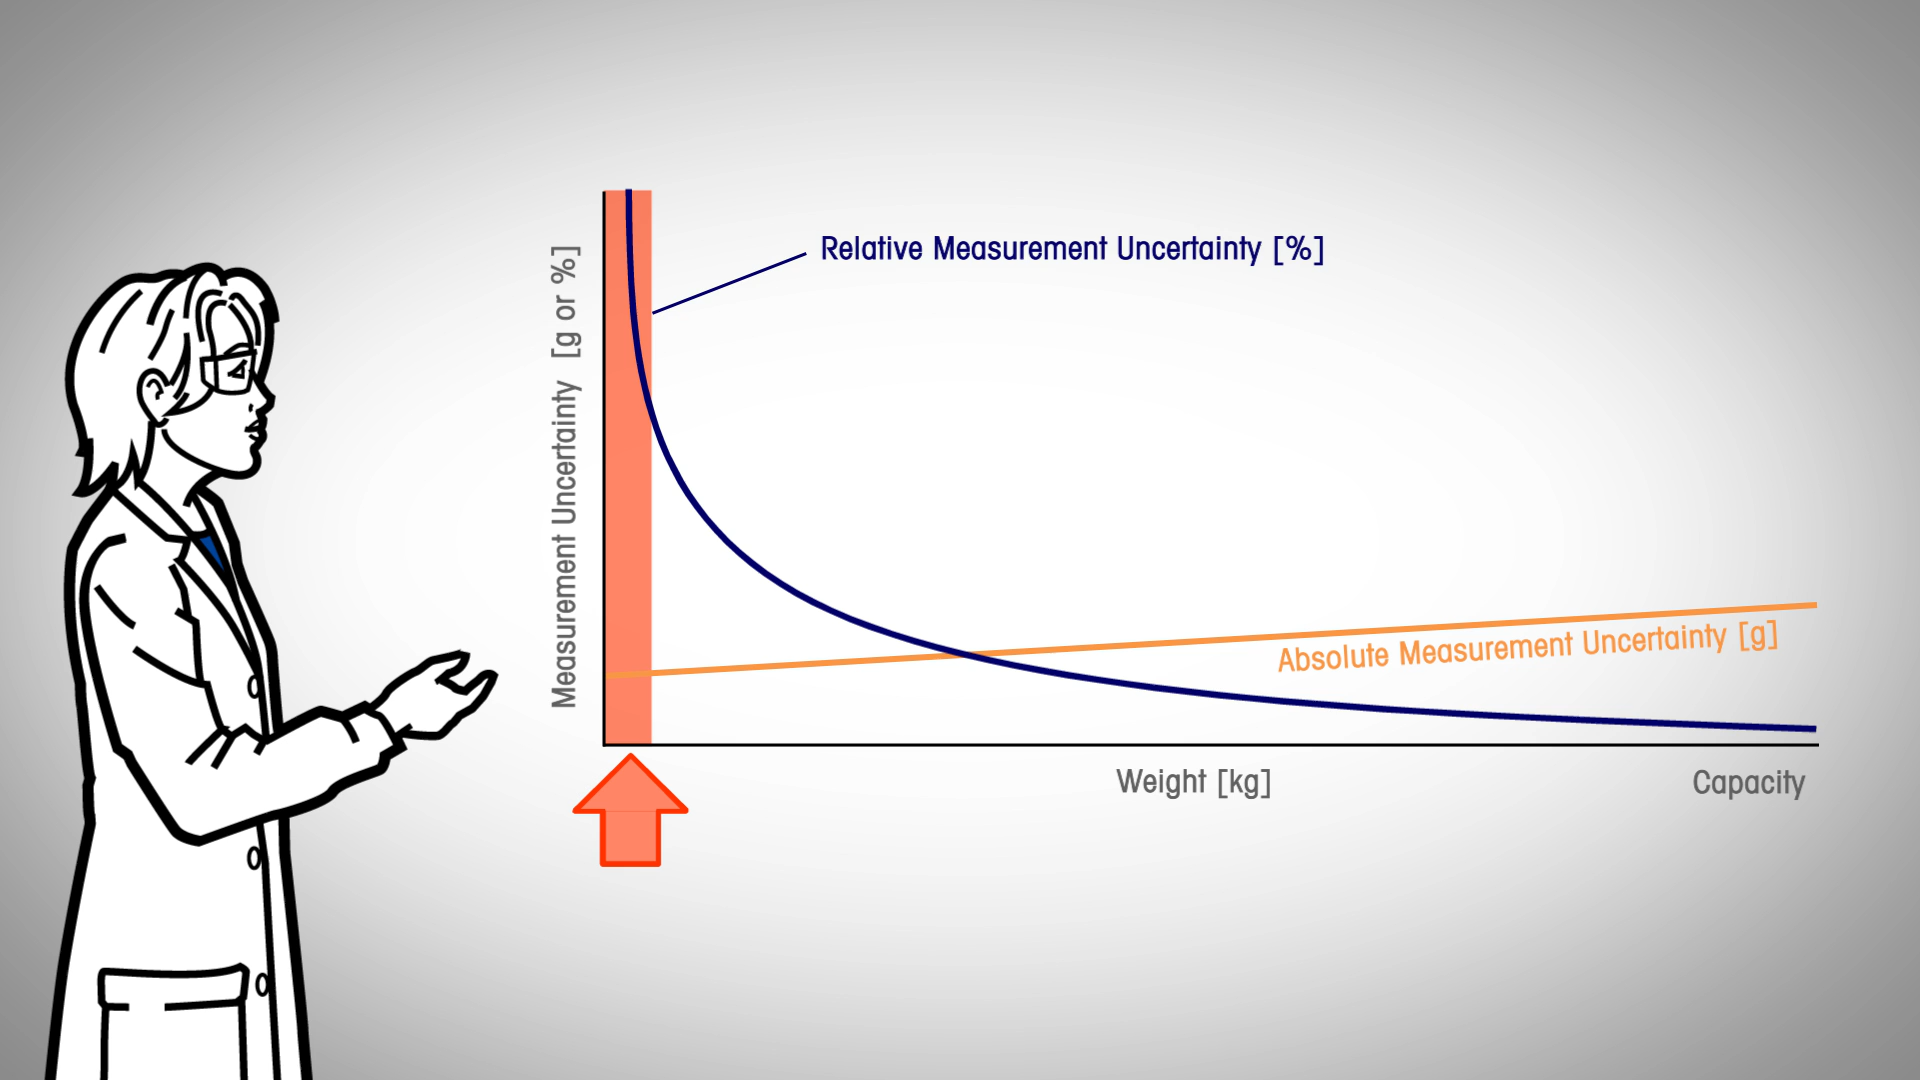 Relative Measurement Uncertainty [%]
Measurement Uncertainty [g or %]
Absolute Measurement Uncertainty [g]
Weight [kg]
Capacity